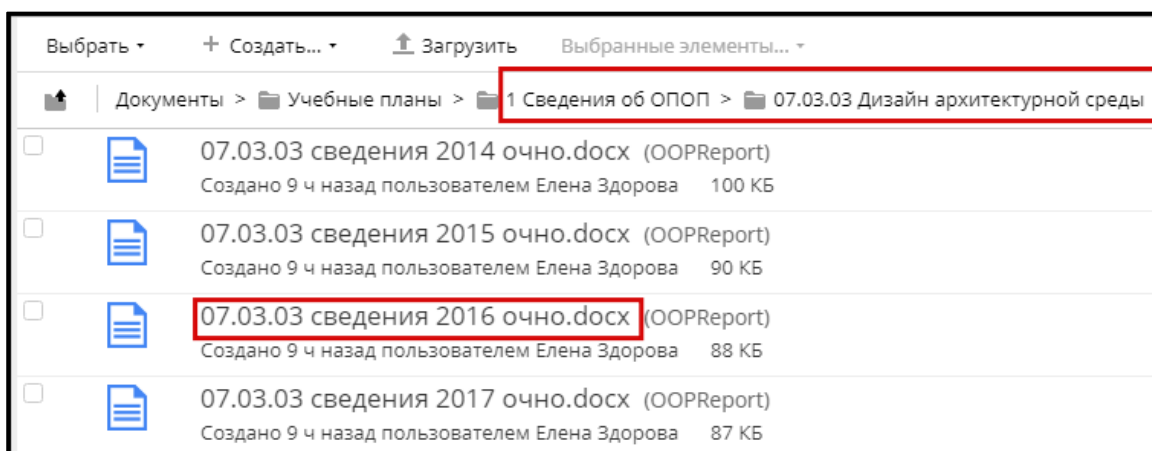 Выбрать Создать... Загрузить Выбранные элементы...
Документы > Учебные планы > 1 Сведения об ОПОП > 07.03.03 Дизайн архитектурной среды
07.03.03 сведения 2014 очно.docx (OOPReport)
Создано 9 ч назад пользователем Елена Здорова 100 КБ
07.03.03 сведения 2015 очно.docx (OOPReport)
Создано 9 ч назад пользователем Елена Здорова 90 КБ
07.03.03 сведения 2016 очно.docx (OOPReport)
Создано 9 ч назад пользователем Елена Здорова 88 КБ
07.03.03 сведения 2017 очно.docx (OOPReport)
Создано 9 ч назад пользователем Елена Здорова 87 КБ